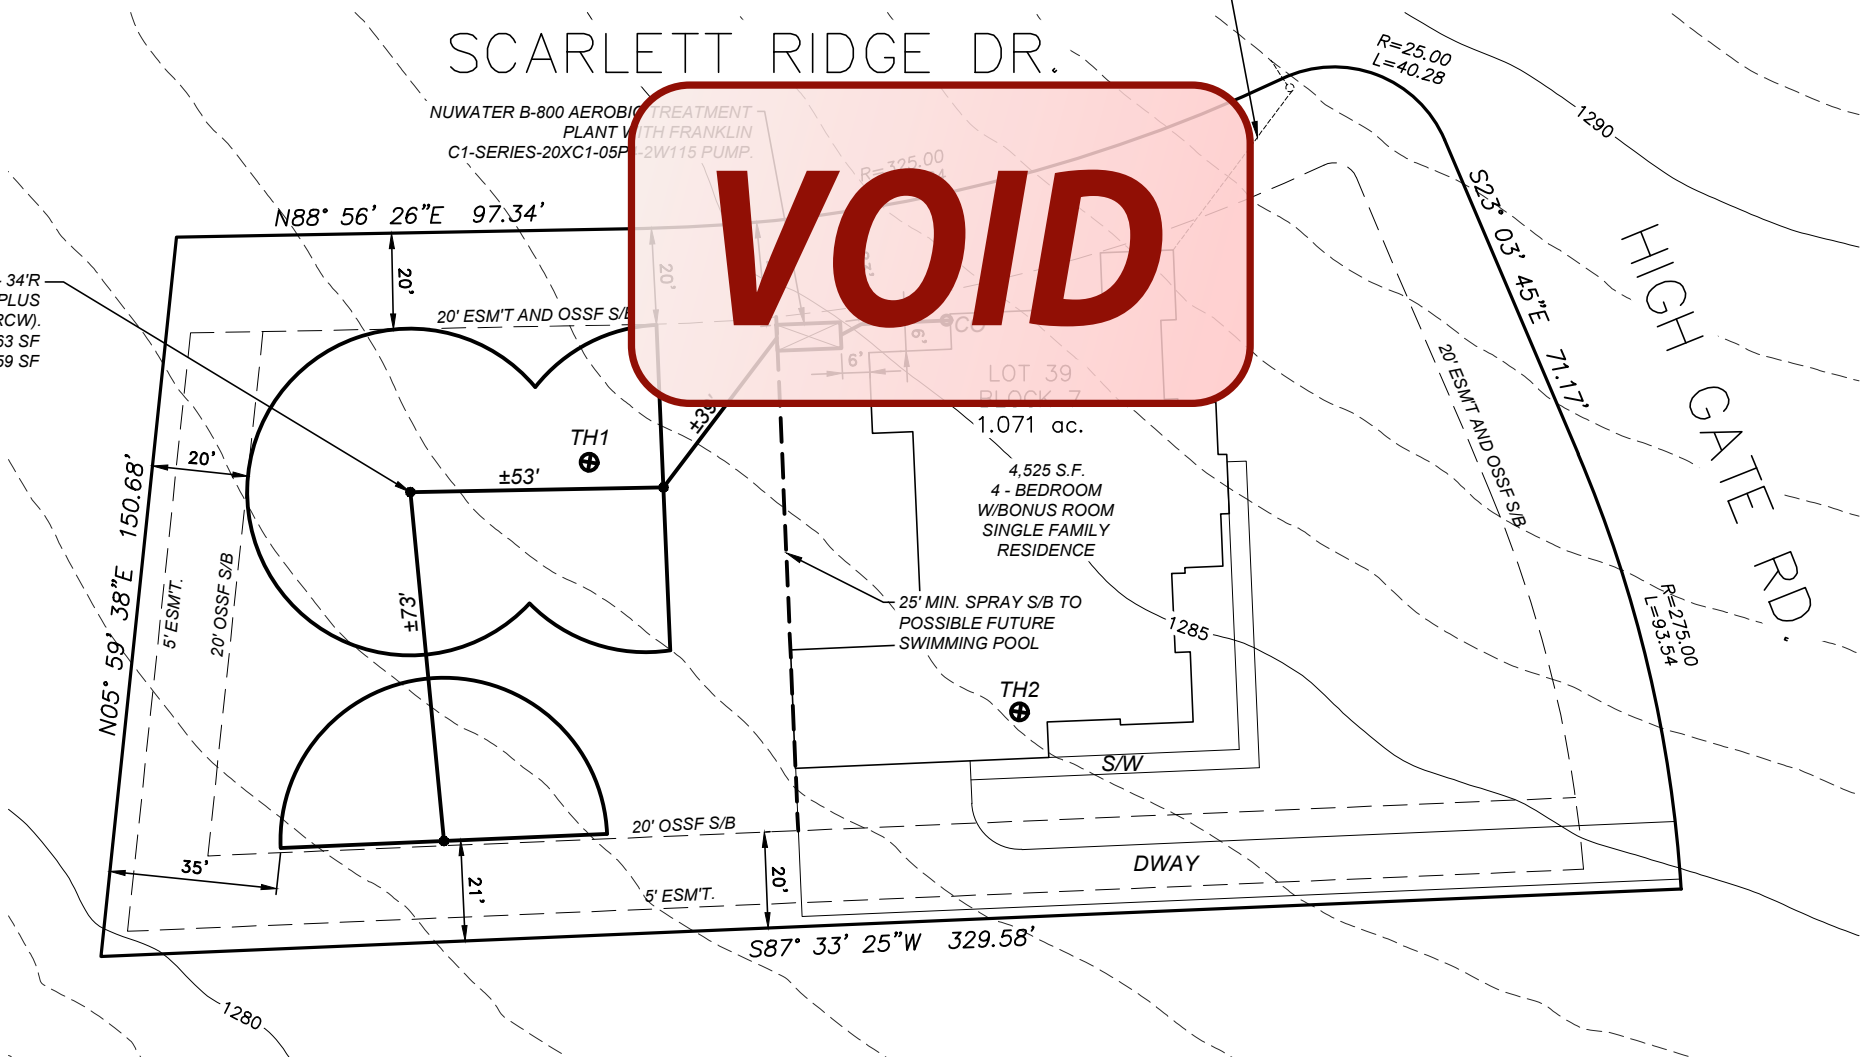 SCARLETT RIDGE DR.
R=25.00
L=40.28
1290
NUWATER B-800 AEROBIC TREATMENT
PLANT WITH FRANKLIN
C1-SERIES-20XC1-05P4-2W115 PUMP.
R=325.00
VOID
N88° 56' 26"E 97.34'
S23° 03' 45"E 71.17'
HIGH GATE RD.
34'R
PLUS
RCW).
63 SF
59 SF
20'
20'
20' ESM'T AND OSSF S/B
CO
6'
6'
LOT 39
BLOCK 7
1.071 ac.
20' ESM'T AND OSSF S/B
±39'
TH1
20'
±53'
4,525 S.F.
4 - BEDROOM
W/BONUS ROOM
SINGLE FAMILY
RESIDENCE
N05° 59' 38"E 150.68'
5' ESM'T.
20' OSSF S/B
±73'
25' MIN. SPRAY S/B TO
POSSIBLE FUTURE
SWIMMING POOL
1285
R=275.00
L=93.54
TH2
S/W
20' OSSF S/B
DWAY
35'
21'
20'
5' ESM'T.
S87° 33' 25"W 329.58'
1280